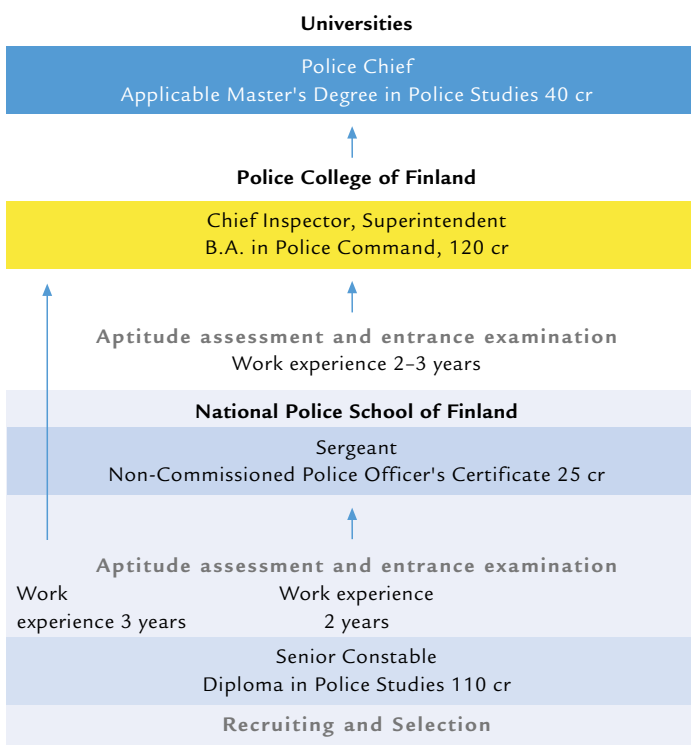 Universities
Police Chief
Applicable Master's Degree in Police Studies 40 cr
Police College of Finland
Chief Inspector, Superintendent
B.A. in Police Command, 120 cr
Aptitude assessment and entrance examination
Work experience 2–3 years
National Police School of Finland
Sergeant
Non-Commissioned Police Officer's Certificate 25 cr
Aptitude assessment and entrance examination
Work
experience 3 years
Work experience
2 years
Senior Constable
Diploma in Police Studies 110 cr
Recruiting and Selection